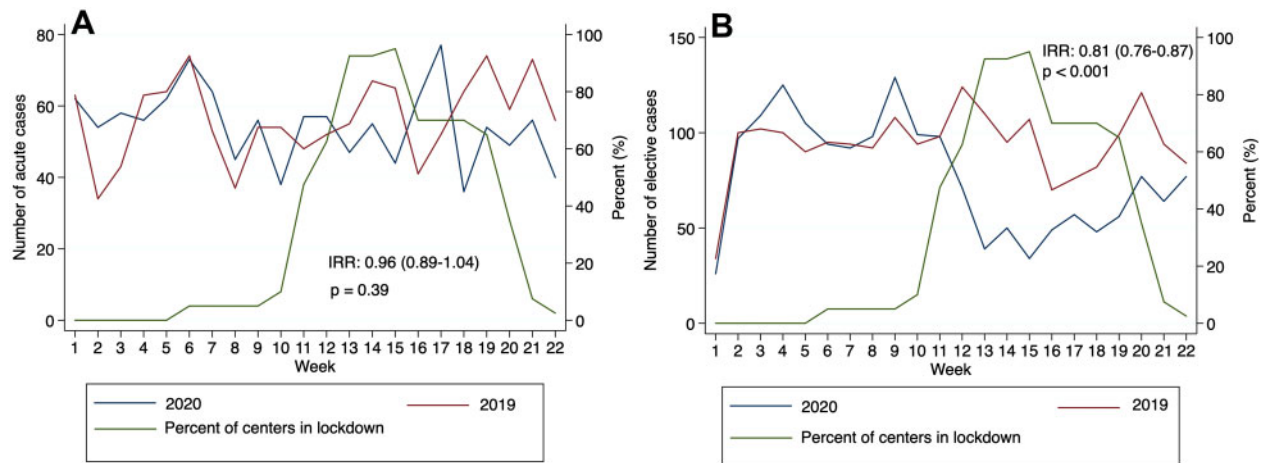 A
Number of acute cases
80
60
40
20
0
Percent (%)
100
80
60
40
20
0
IRR: 0.96 (0.89-1.04)
p = 0.39
1 2 3 4 5 6 7 8 9 10 11 12 13 14 15 16 17 18 19 20 21 22
Week
2020
2019
Percent of centers in lockdown
B
Number of elective cases
150
100
50
0
Percent (%)
100
80
60
40
20
0
IRR: 0.81 (0.76-0.87)
p < 0.001
1 2 3 4 5 6 7 8 9 10 11 12 13 14 15 16 17 18 19 20 21 22
Week
2020
2019
Percent of centers in lockdown